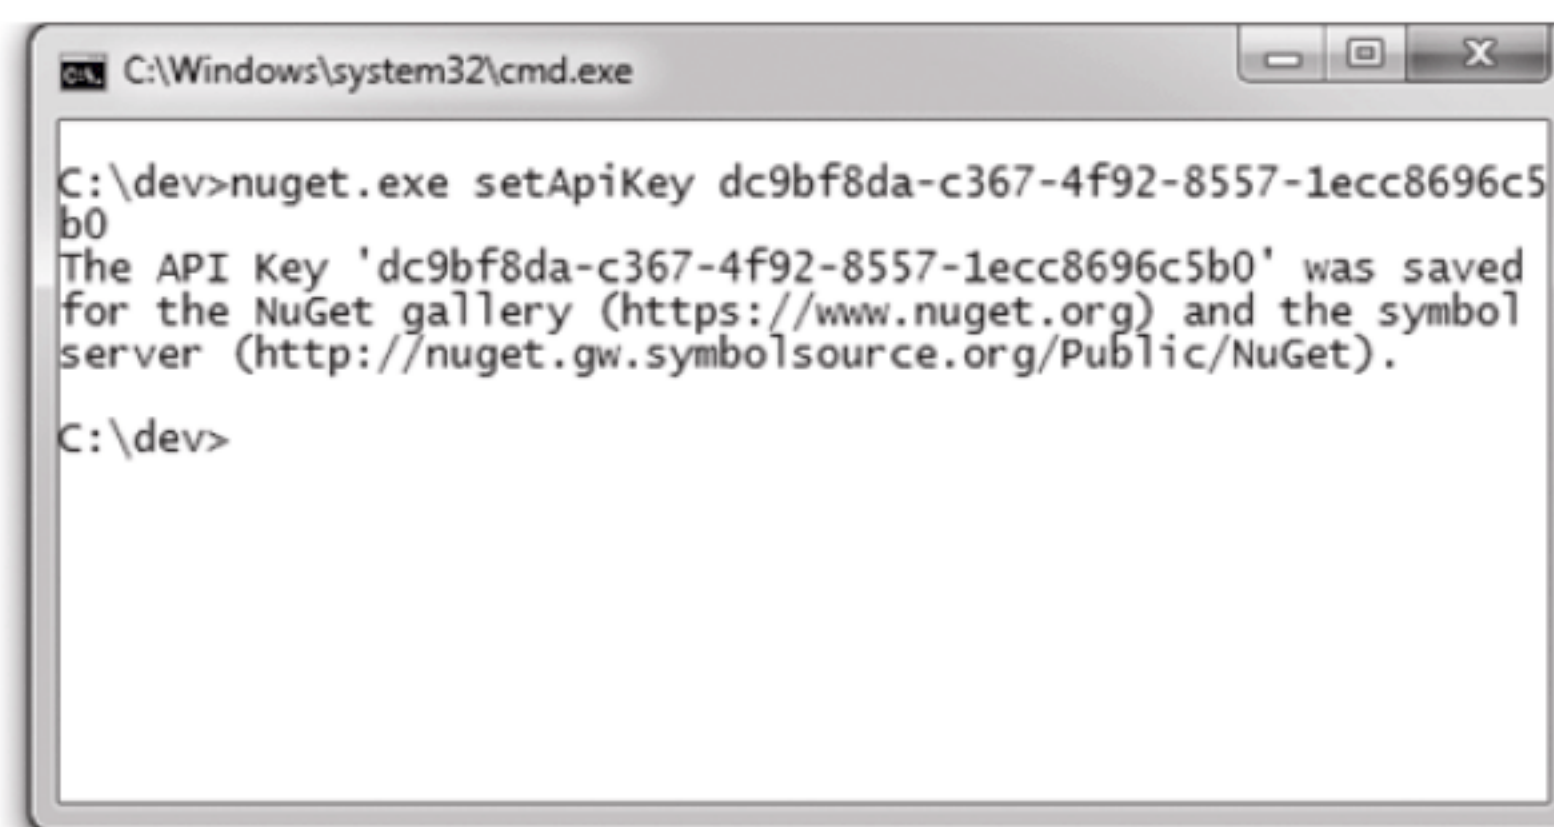 C:\Windows\system32\cmd.exe
C:\dev>nuget.exe setApiKey dc9bf8da-c367-4f92-8557-1ecc8696c5
b0
The API Key 'dc9bf8da-c367-4f92-8557-1ecc8696c5b0' was saved
for the NuGet gallery (https://www.nuget.org) and the symbol
server (http://nuget.gw.symbolsource.org/Public/NuGet).
C:\dev>